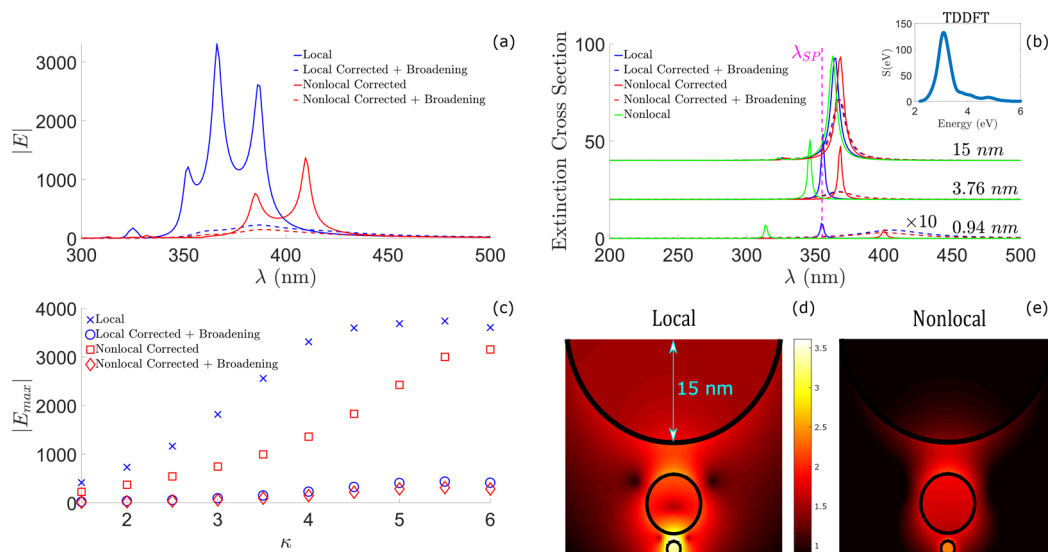 (a)
|E|
3000
2000
1000
0
300
350
400
450
500
λ (nm)
Local
Local Corrected + Broadening
Nonlocal Corrected
Nonlocal Corrected + Broadening
(b)
Extinction Cross Section
100
50
0
200
250
300
350
400
450
500
λ (nm)
Local
Local Corrected + Broadening
Nonlocal Corrected
Nonlocal Corrected + Broadening
Nonlocal
λSP
TDDFT
S(eV)
150
100
50
0
2
4
6
Energy (eV)
15 nm
3.76 nm
×10
0.94 nm
(c)
|Emax|
4000
3000
2000
1000
0
2
3
4
5
6
κ
Local
Local Corrected + Broadening
Nonlocal Corrected
Nonlocal Corrected + Broadening
(d)
Local
15 nm
3.5
3
2.5
2
1.5
1
(e)
Nonlocal